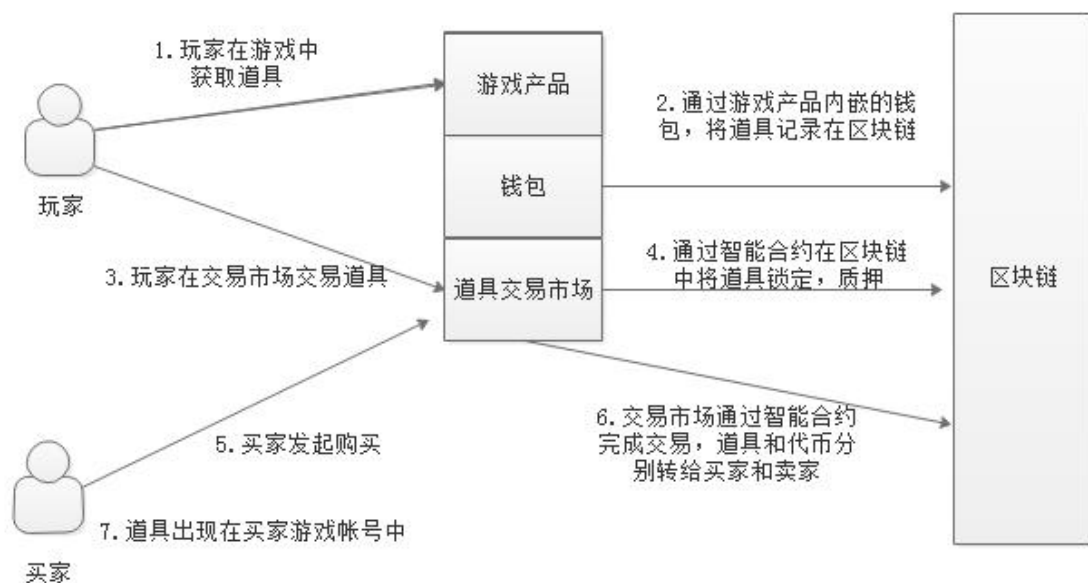 1.玩家在游戏中
获取道具
游戏产品
2.通过游戏产品内嵌的钱
包，将道具记录在区块链
钱包
玩家
3.玩家在交易市场交易道具
道具交易市场
4.通过智能合约在区块链
中将道具锁定，质押
区块链
5.买家发起购买
6.交易市场通过智能合约
完成交易，道具和代币分
别转给买家和卖家
7.道具出现在买家游戏帐号中
买家